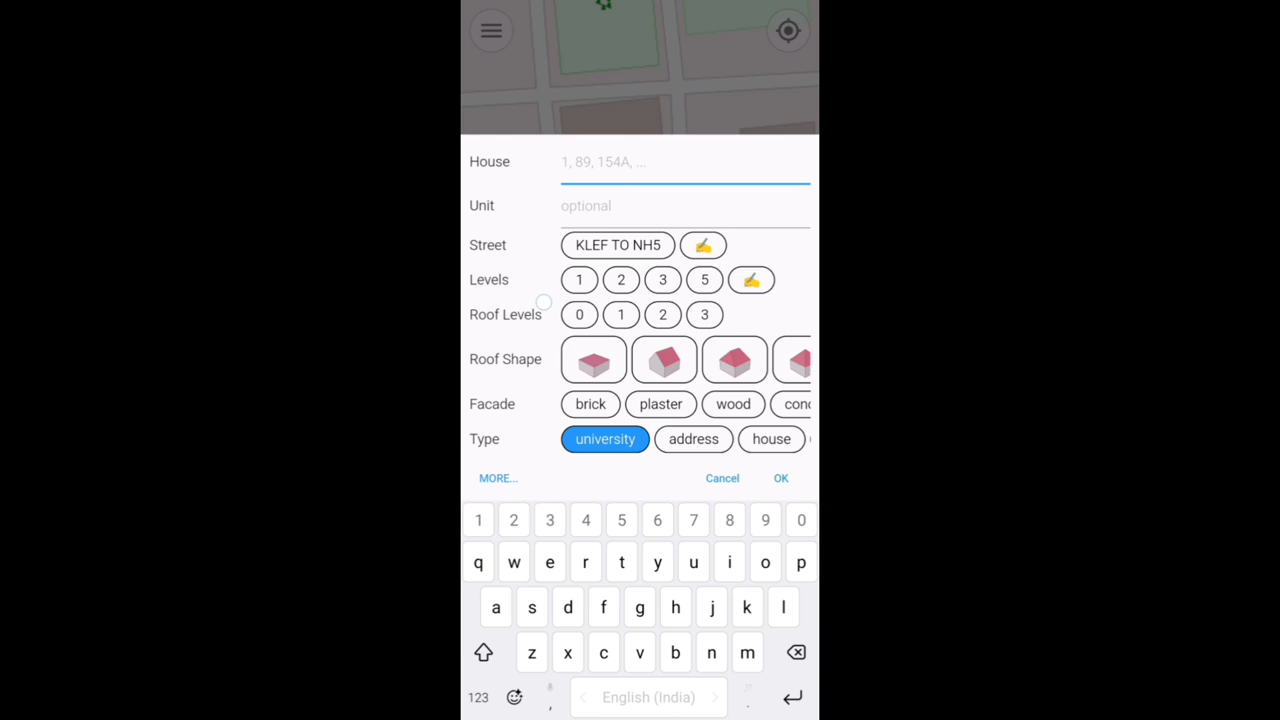 House 1, 89, 154A, ...
Unit optional
Street KLEF TO NH5 ✍
Levels 1 2 3 5 ✍
Roof Levels 0 1 2 3
Roof Shape
Facade brick plaster wood conc
Type university address house
MORE... Cancel OK
1 2 3 4 5 6 7 8 9 0
q w e r t y u i o p
a s d f g h j k l
z x c v b n m
123 , English (India) .